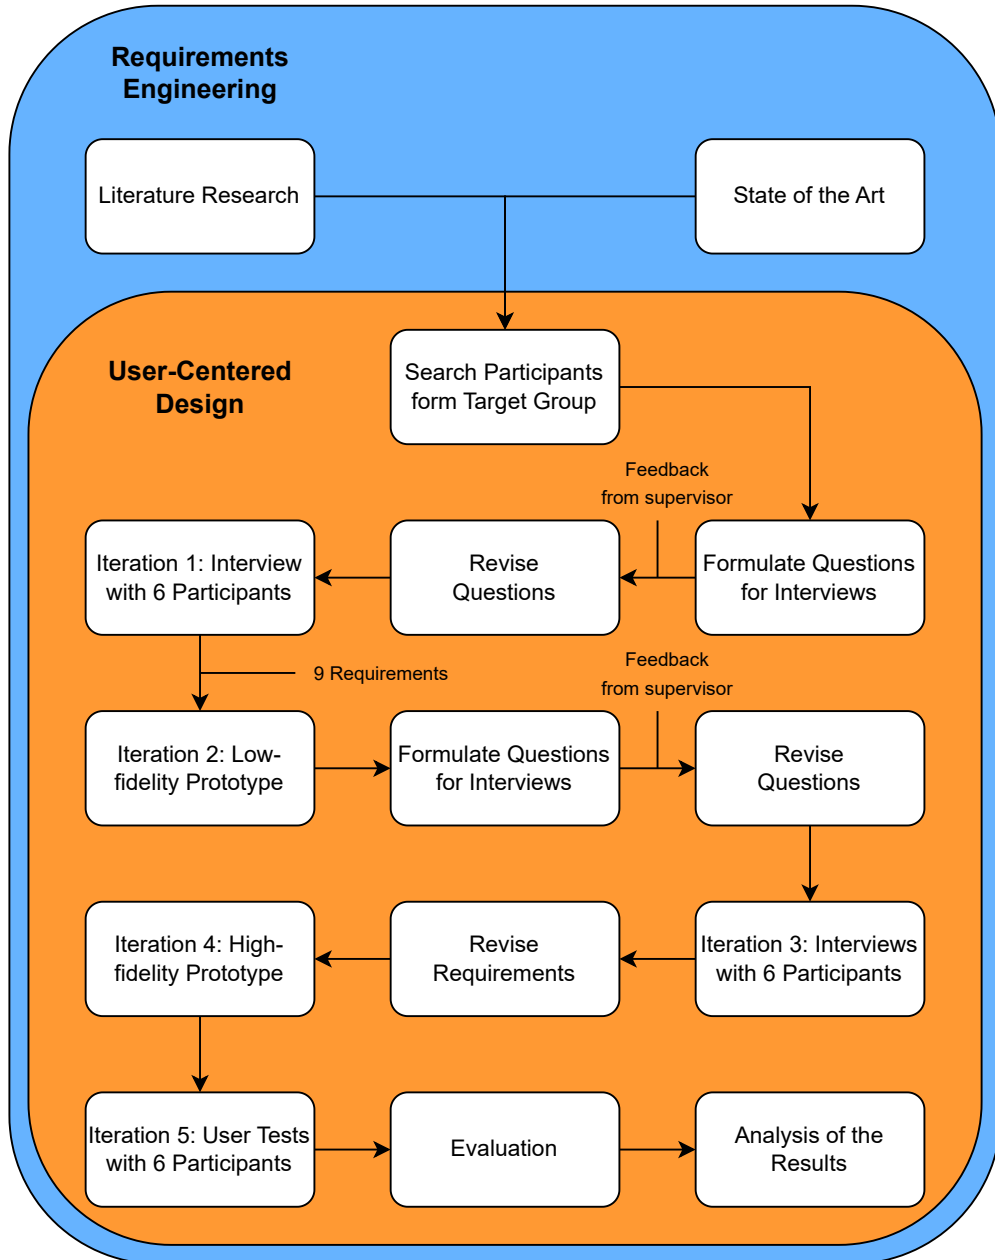 Requirements
Engineering
Literature Research
State of the Art
User-Centered
Design
Search Participants
form Target Group
Feedback
from supervisor
Iteration 1: Interview
with 6 Participants
Revise
Questions
Formulate Questions
for Interviews
9 Requirements
Feedback
from supervisor
Iteration 2: Low-
fidelity Prototype
Formulate Questions
for Interviews
Revise
Questions
Iteration 4: High-
fidelity Prototype
Revise
Requirements
Iteration 3: Interviews
with 6 Participants
Iteration 5: User Tests
with 6 Participants
Evaluation
Analysis of the
Results